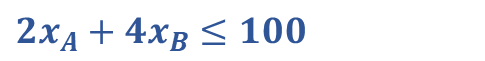 2x_A + 4x_B ≤ 100